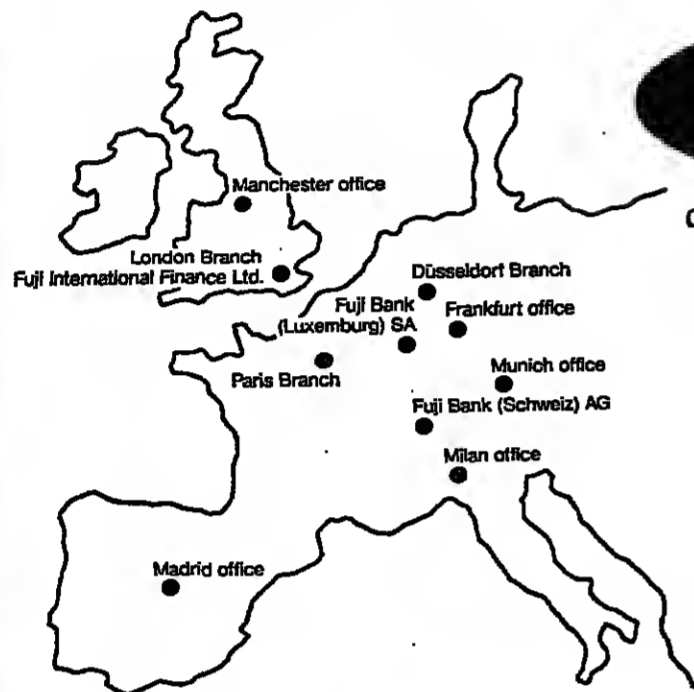 Manchester office
London Branch
Fuji International Finance Ltd.
Düsseldorf Branch
Fuji Bank
(Luxemburg) SA
Frankfurt office
Paris Branch
Munich office
Fuji Bank (Schweiz) AG
Milan office
Madrid office